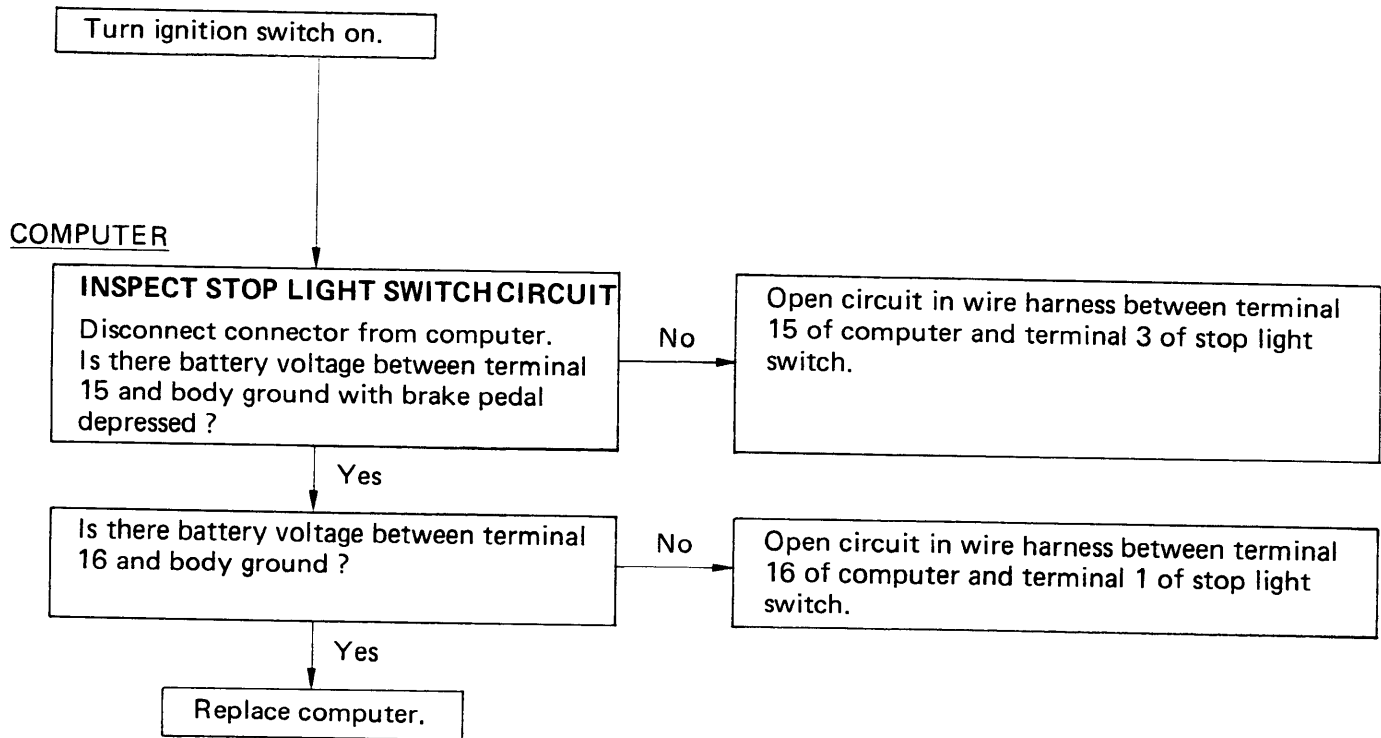 Turn ignition switch on.
COMPUTER
INSPECT STOP LIGHT SWITCH CIRCUIT
Disconnect connector from computer.
Is there battery voltage between terminal
15 and body ground with brake pedal
depressed ?
No
Open circuit in wire harness between terminal
15 of computer and terminal 3 of stop light
switch.
Yes
Is there battery voltage between terminal
16 and body ground ?
No
Open circuit in wire harness between terminal
16 of computer and terminal 1 of stop light
switch.
Yes
Replace computer.